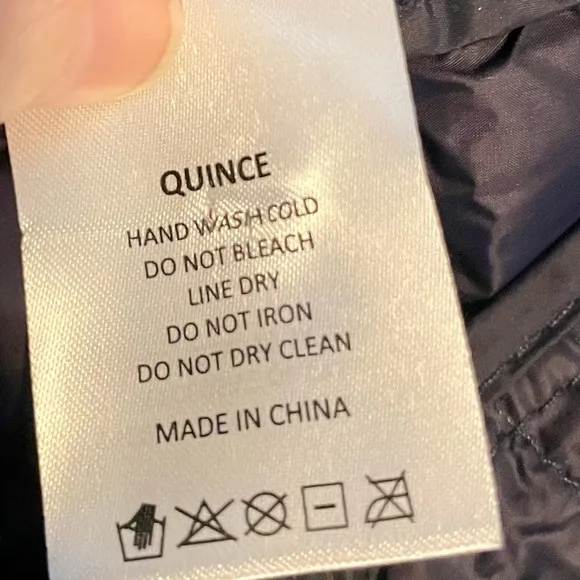 QUINCE
HAND WASH COLD
DO NOT BLEACH
LINE DRY
DO NOT IRON
DO NOT DRY CLEAN
MADE IN CHINA